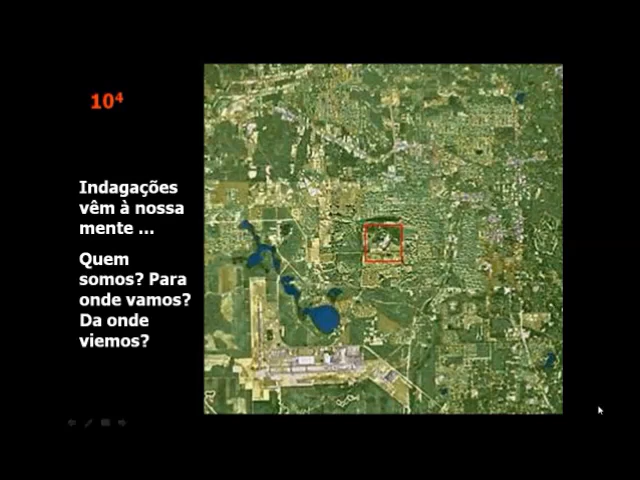 10⁴
Indagações
vêm à nossa
mente ...
Quem
somos? Para
onde vamos?
Da onde
viemos?